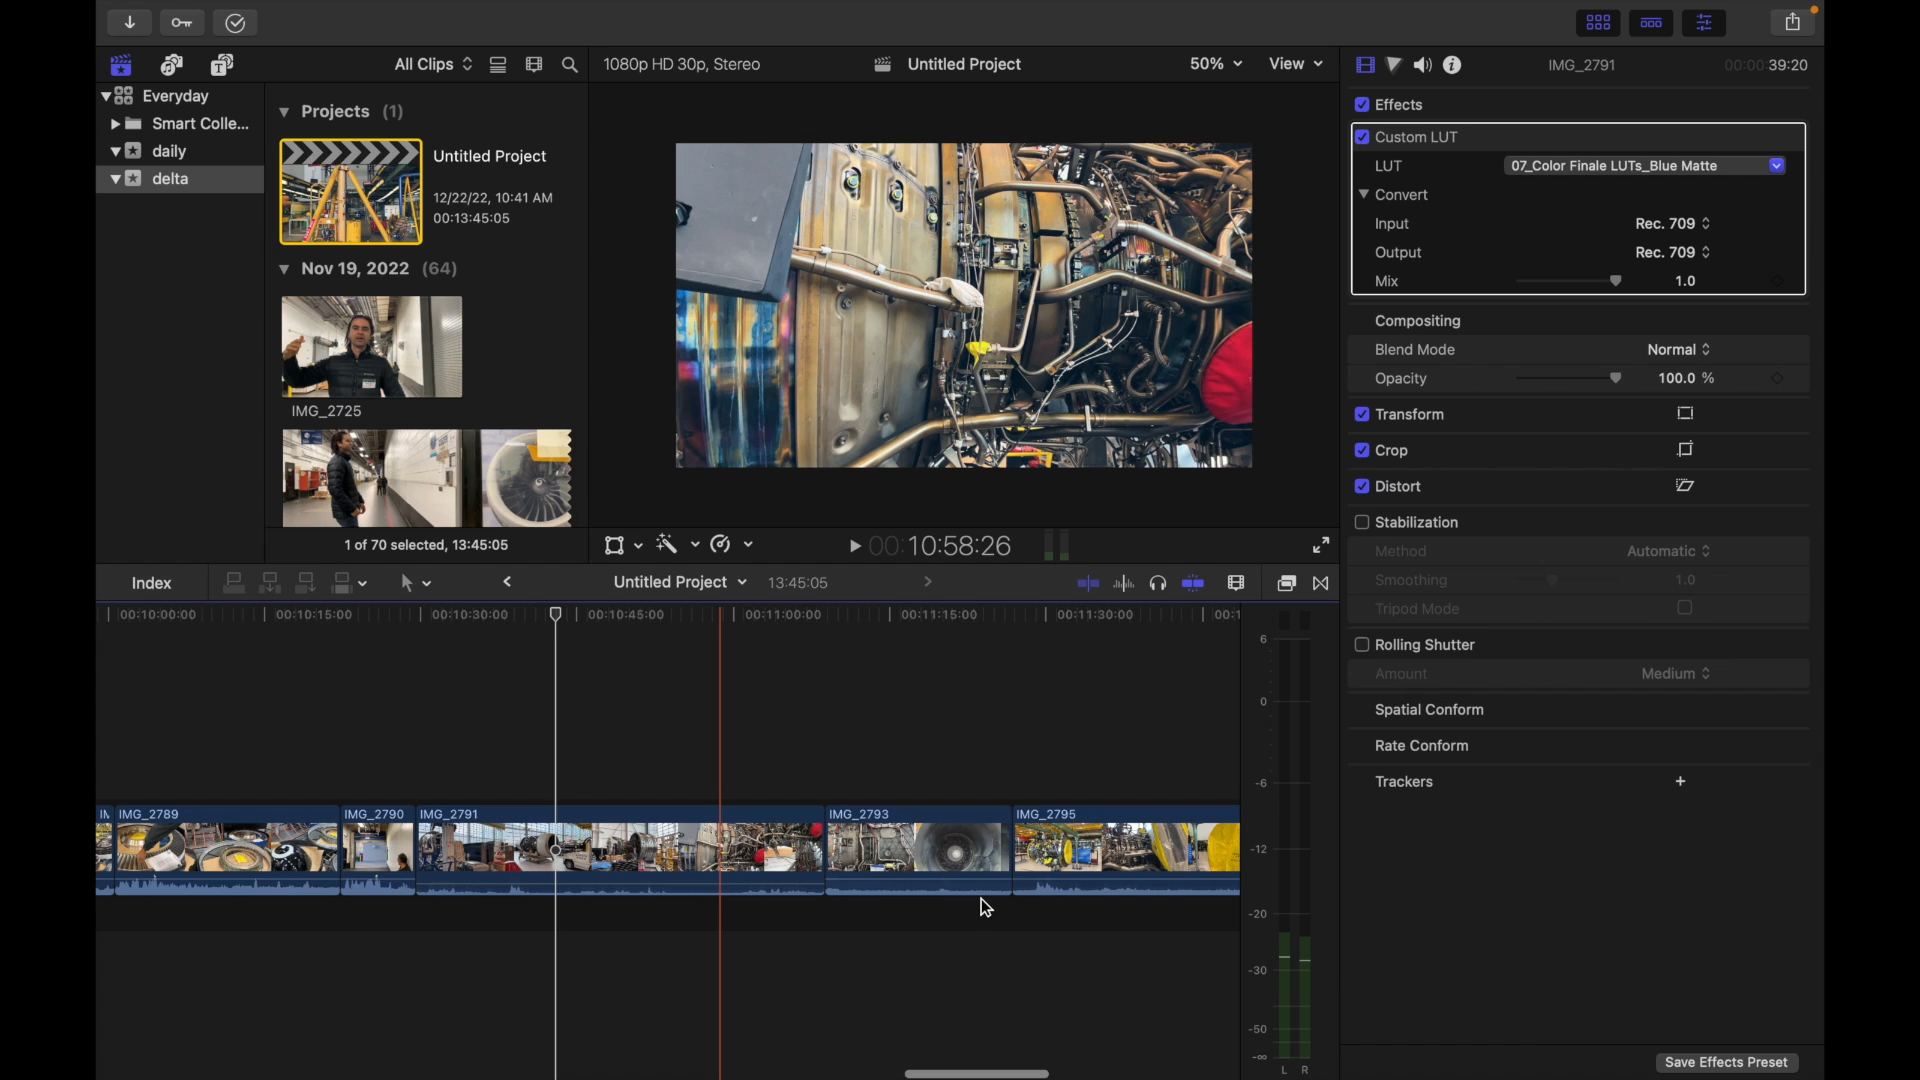 All Clips
1080p HD 30p, Stereo
Untitled Project
50%
View
IMG_2791
00:00:39:20
Everyday
Smart Colle...
daily
delta
Projects (1)
Untitled Project
12/22/22, 10:41 AM
00:13:45:05
Nov 19, 2022 (64)
IMG_2725
1 of 70 selected, 13:45:05
00:10:58:26
Effects
Custom LUT
LUT 07_Color Finale LUTs_Blue Matte
Convert
Input Rec. 709
Output Rec. 709
Mix 1.0
Compositing
Blend Mode Normal
Opacity 100.0 %
Transform
Crop
Distort
Stabilization
Method Automatic
Smoothing 1.0
Tripod Mode
Rolling Shutter
Amount Medium
Spatial Conform
Rate Conform
Trackers
Save Effects Preset
Index
Untitled Project
13:45:05
00:10:00:00 00:10:15:00 00:10:30:00 00:10:45:00 00:11:00:00 00:11:15:00 00:11:30:00 00:1
IMG_2789 IMG_2790 IMG_2791 IMG_2793 IMG_2795
6
0
-6
-12
-20
-30
-50
-∞
L R